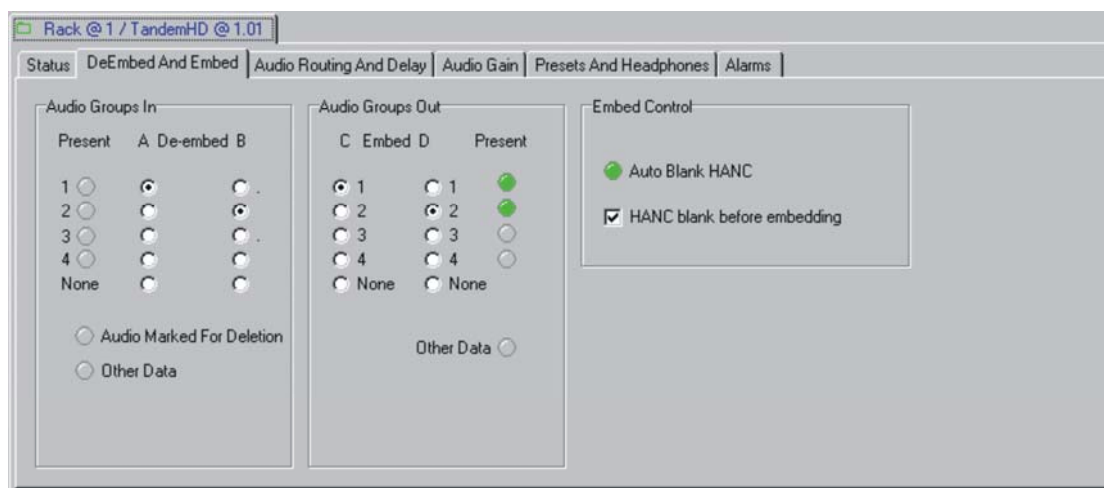 Rack @ 1 / TandemHD @ 1.01
Status DeEmbed And Embed Audio Routing And Delay Audio Gain Presets And Headphones Alarms
Audio Groups In
Present A De-embed B
1 .
2
3 .
4
None
Audio Marked For Deletion
Other Data
Audio Groups Out
C Embed D Present
1 1
2 2
3 3
4 4
None None
Other Data
Embed Control
Auto Blank HANC
HANC blank before embedding